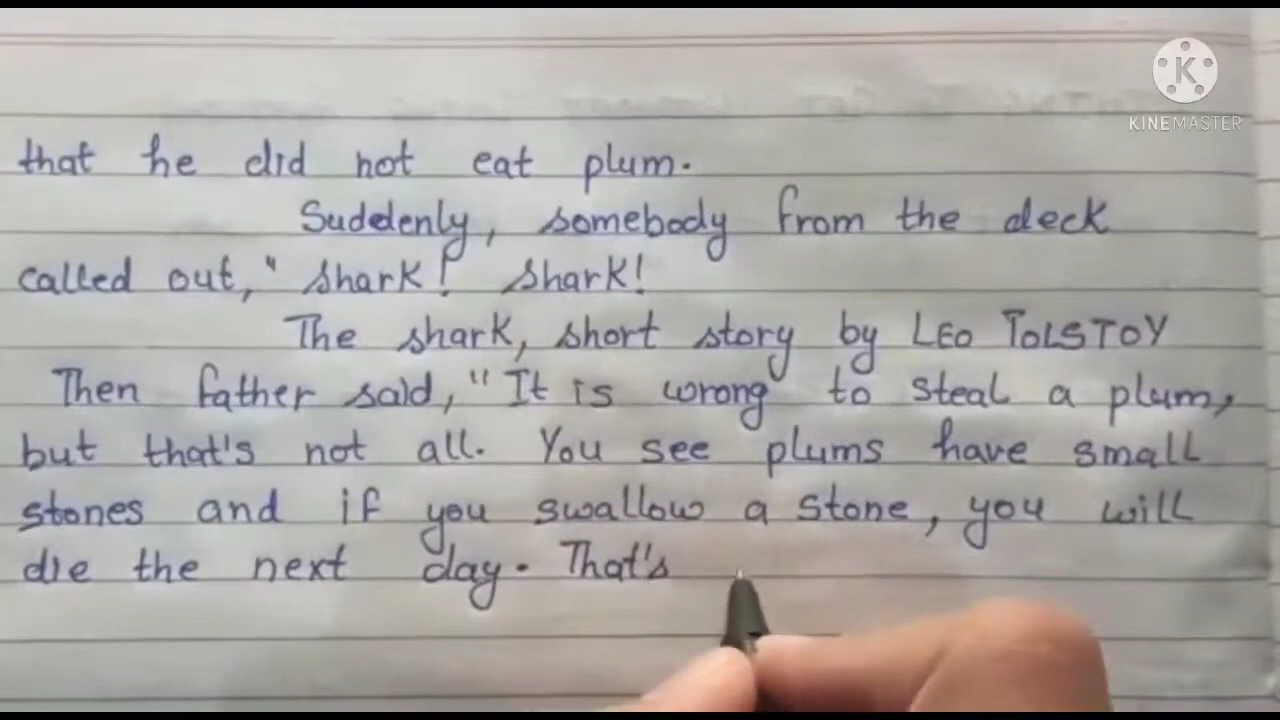 K
KINEMASTER
that he did not eat plum.
Suddenly, somebody from the deck
called out," shark! shark!
The shark, short story by LEO TOLSTOY
Then father said, "It is wrong to steal a plum,
but that's not all. You see plums have small
stones and if you swallow a stone, you will
die the next day. That's